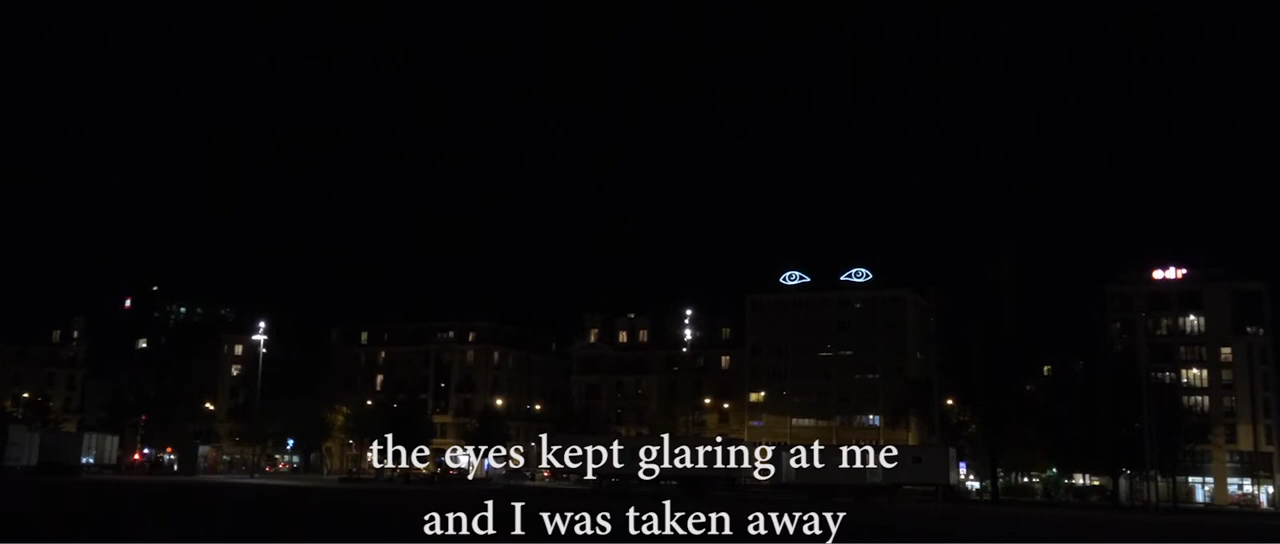 odr
the eyes kept glaring at me
and I was taken away